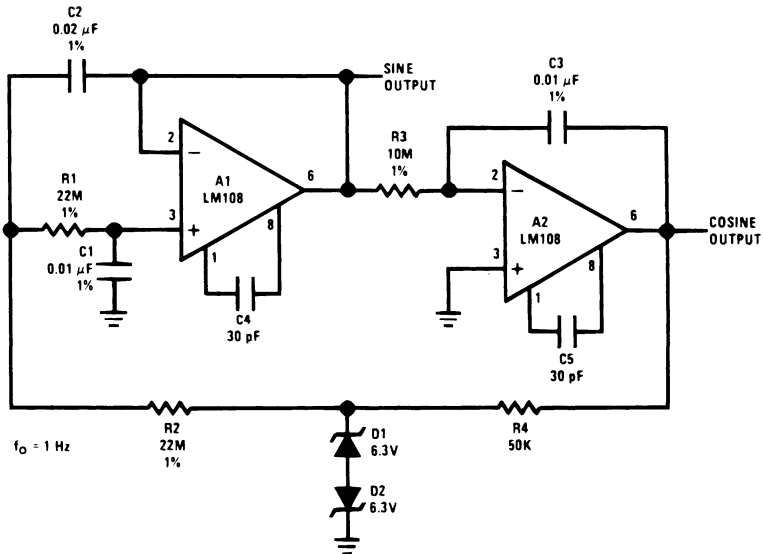 C2
0.02 μF
1%
SINE
OUTPUT
C3
0.01 μF
1%
2
−
R3
10M
1%
R1
22M
1%
A1
LM108
6
2
−
3
+
8
A2
LM108
6
COSINE
OUTPUT
C1
0.01 μF
1%
1
3
+
8
C4
30 pF
1
C5
30 pF
R2
22M
1%
D1
6.3V
R4
50K
fo = 1 Hz
D2
6.3V